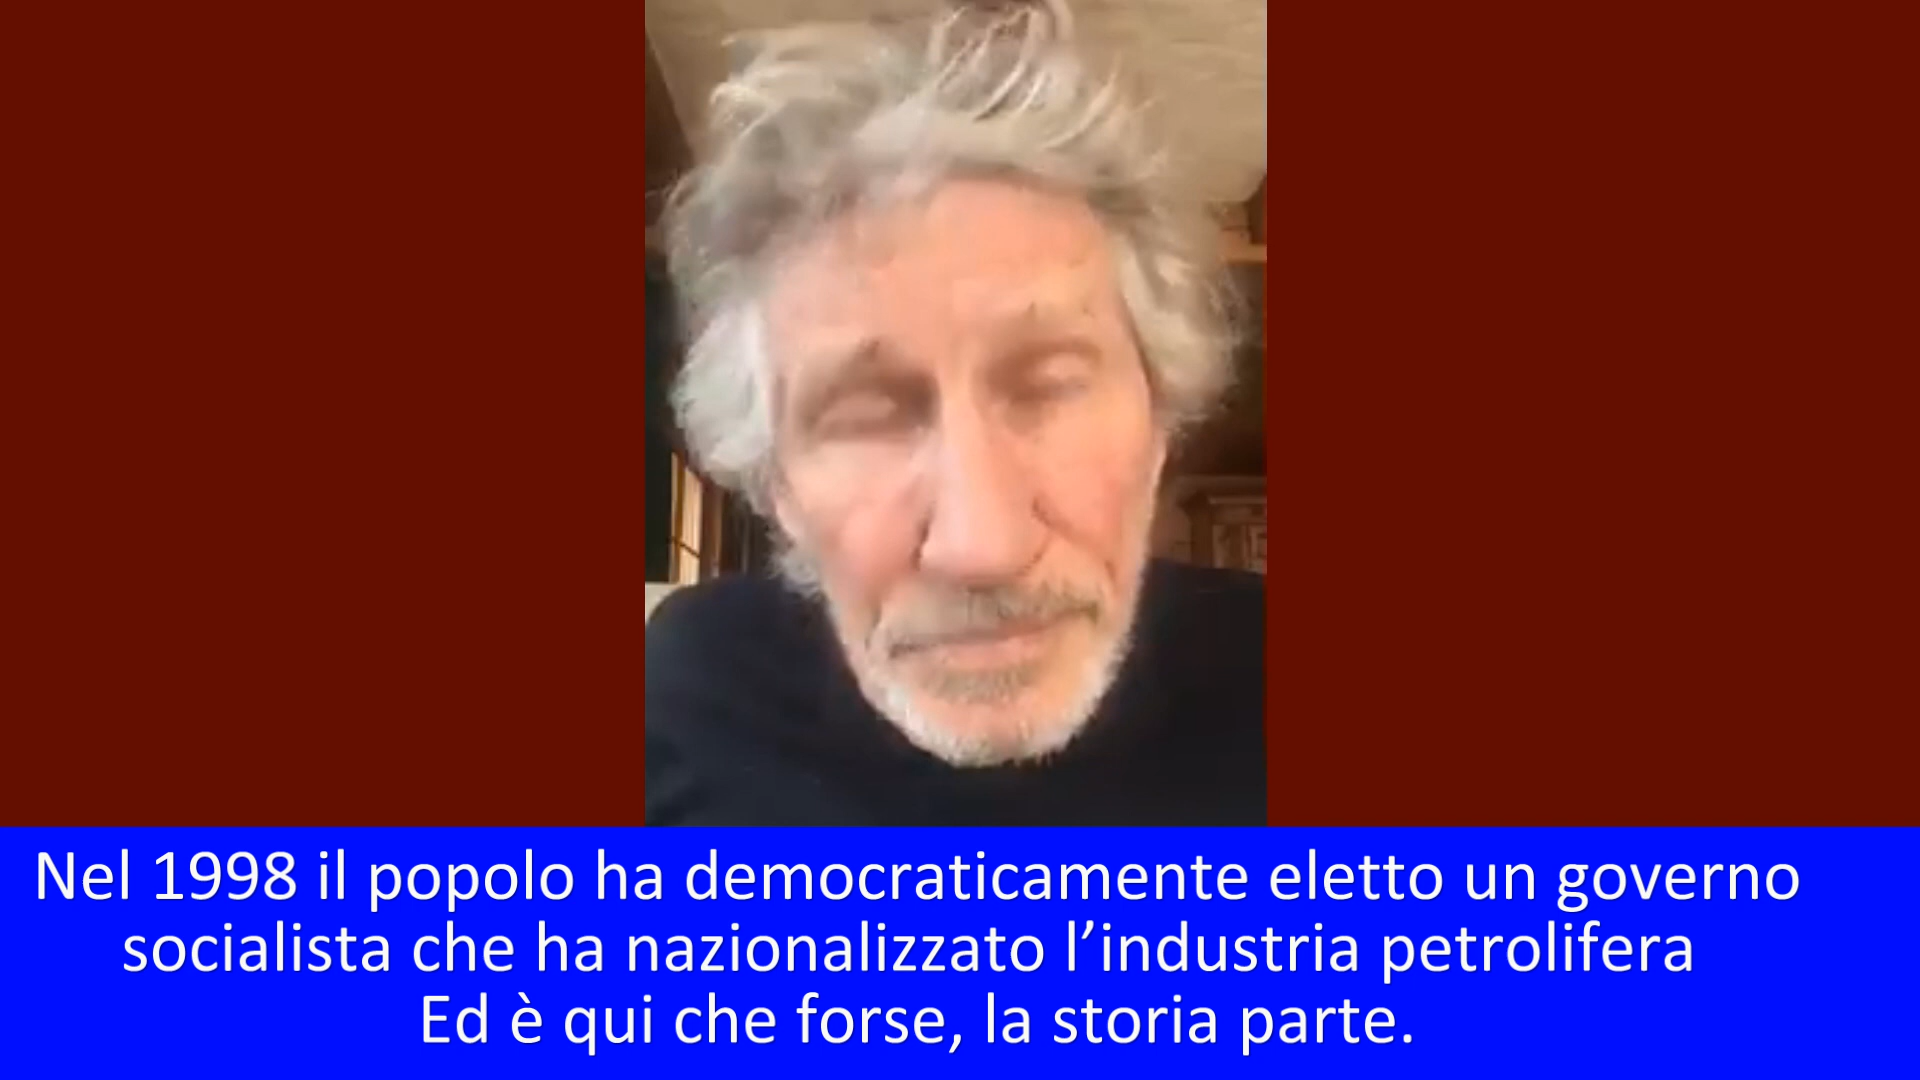 Nel 1998 il popolo ha democraticamente eletto un governo
socialista che ha nazionalizzato l’industria petrolifera
Ed è qui che forse, la storia parte.